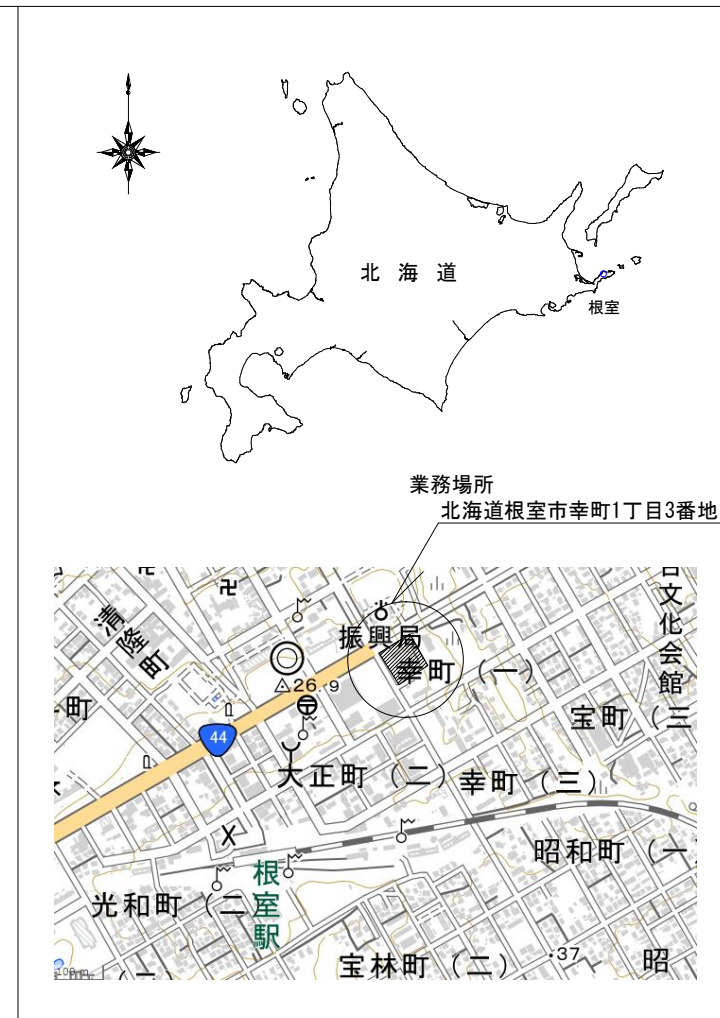 北海道
根室
業務場所
北海道根室市幸町1丁目3番地
清隆町
振興局
文化会館
26.9
幸町(一)
町
宝町(三
44
大正町(二)
幸町(三)
昭和町(一
根室駅
光和町(二
宝林町(二)
・37
昭
100 m